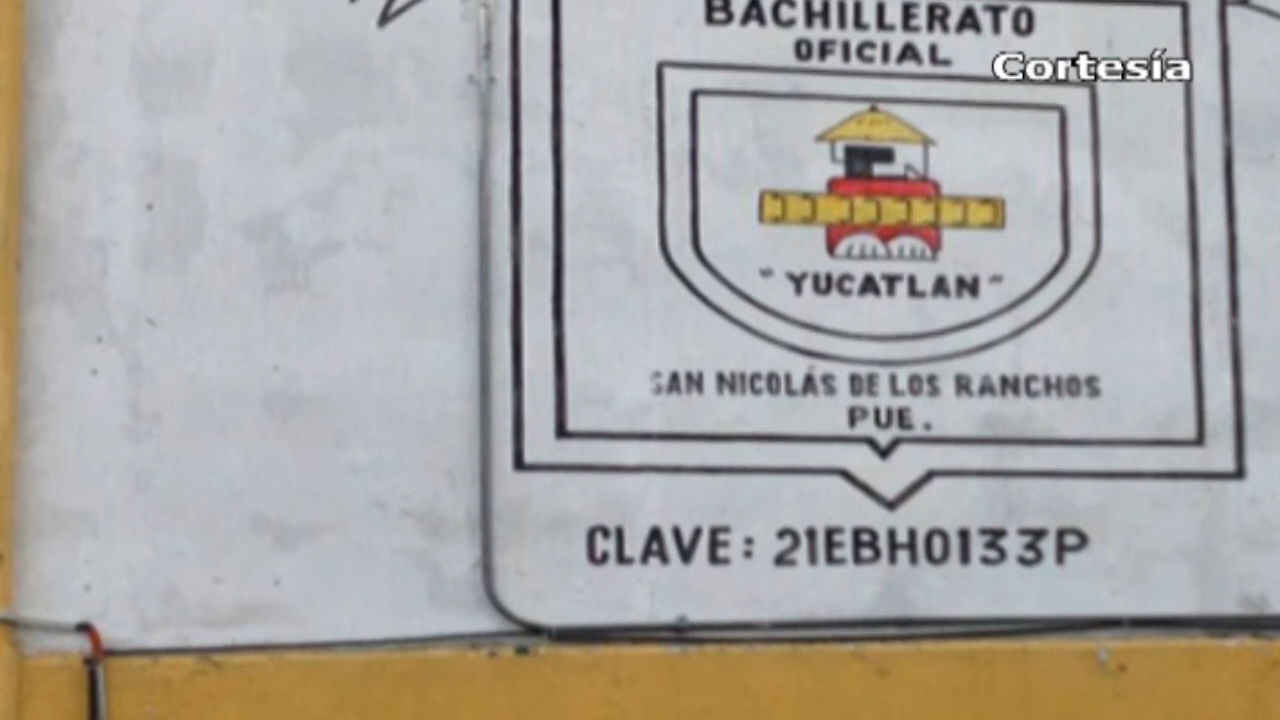 BACHILLERATO
OFICIAL
Cortesía
"YUCATLAN"
SAN NICOLÁS DE LOS RANCHOS
PUE.
CLAVE: 21EBH0133P